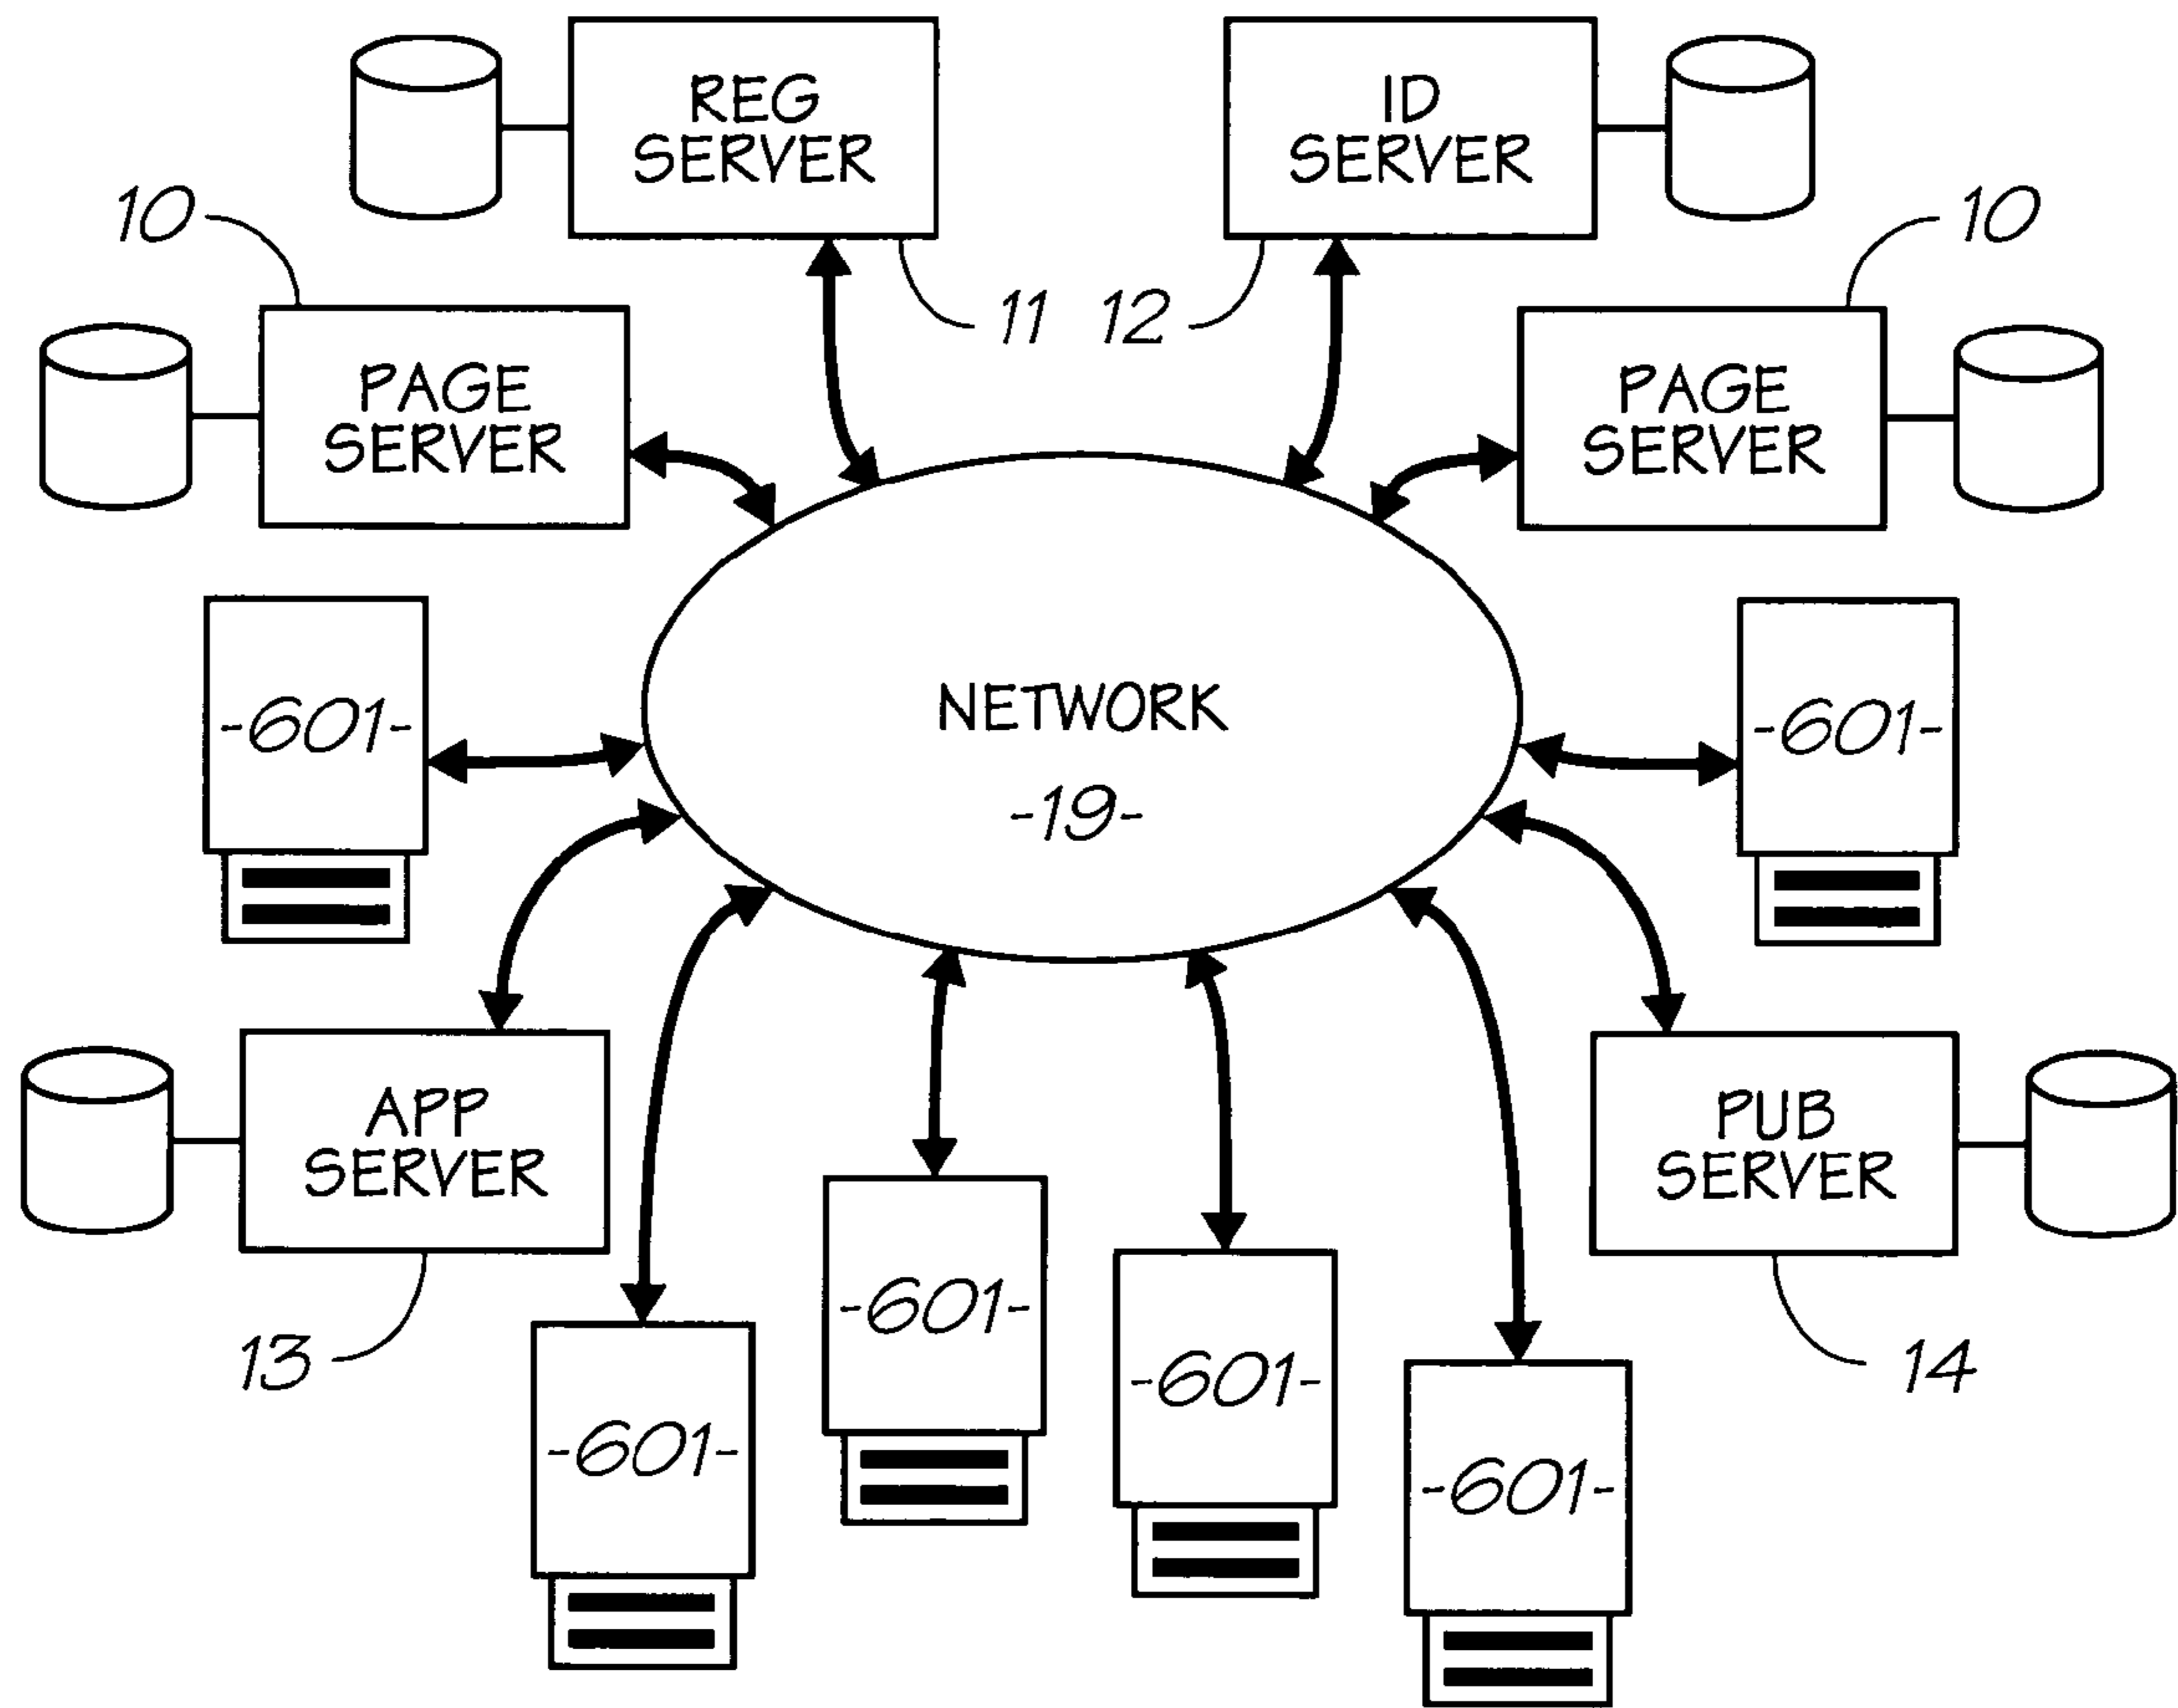 REG
SERVER
ID
SERVER
10
10
11
12
PAGE
SERVER
PAGE
SERVER
-601-
NETWORK
-19-
-601-
APP
SERVER
PUB
SERVER
13
14
-601-
-601-
-601-
-601-